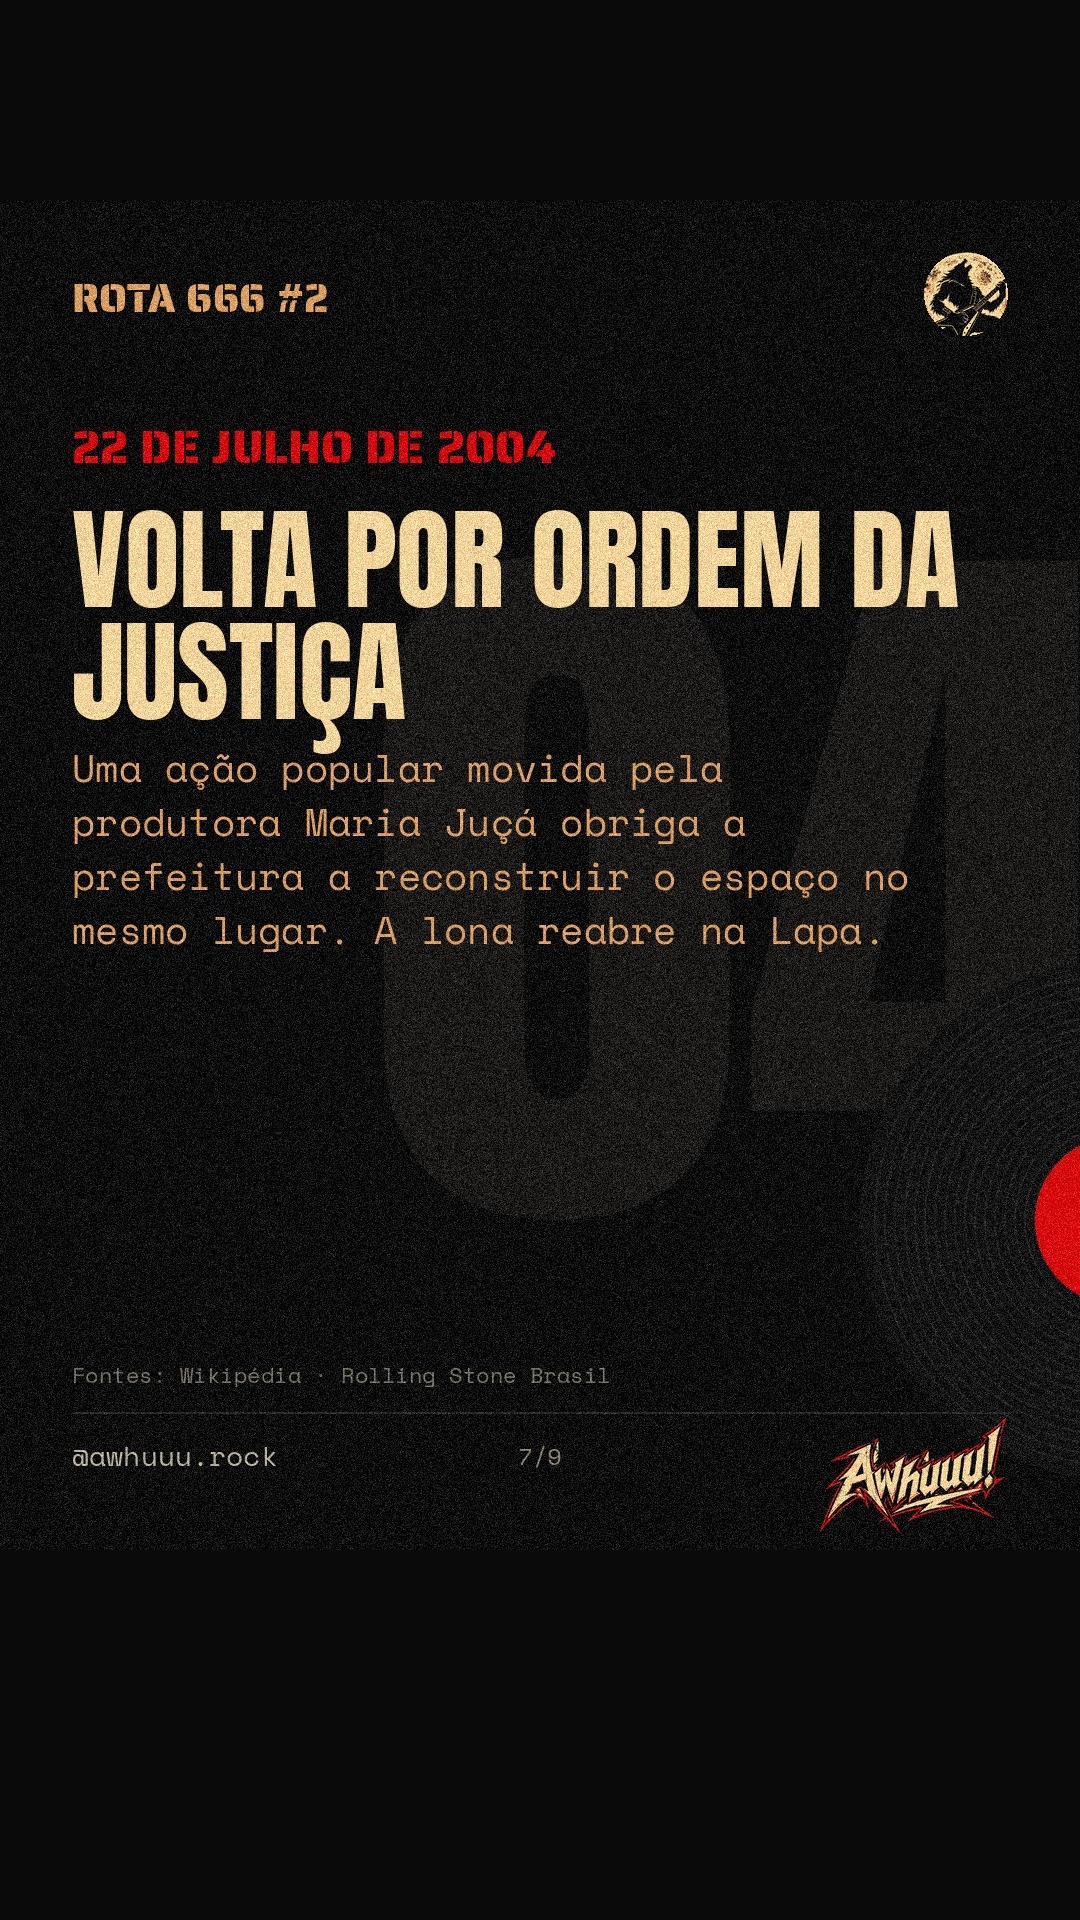 ROTA 666 #2
22 DE JULHO DE 2004
VOLTA POR ORDEM DA
JUSTIÇA
Uma ação popular movida pela
produtora Maria Juçá obriga a
prefeitura a reconstruir o espaço no
mesmo lugar. A lona reabre na Lapa.
04
Fontes: Wikipédia · Rolling Stone Brasil
@awhuuu.rock
7/9
Awhuuu!